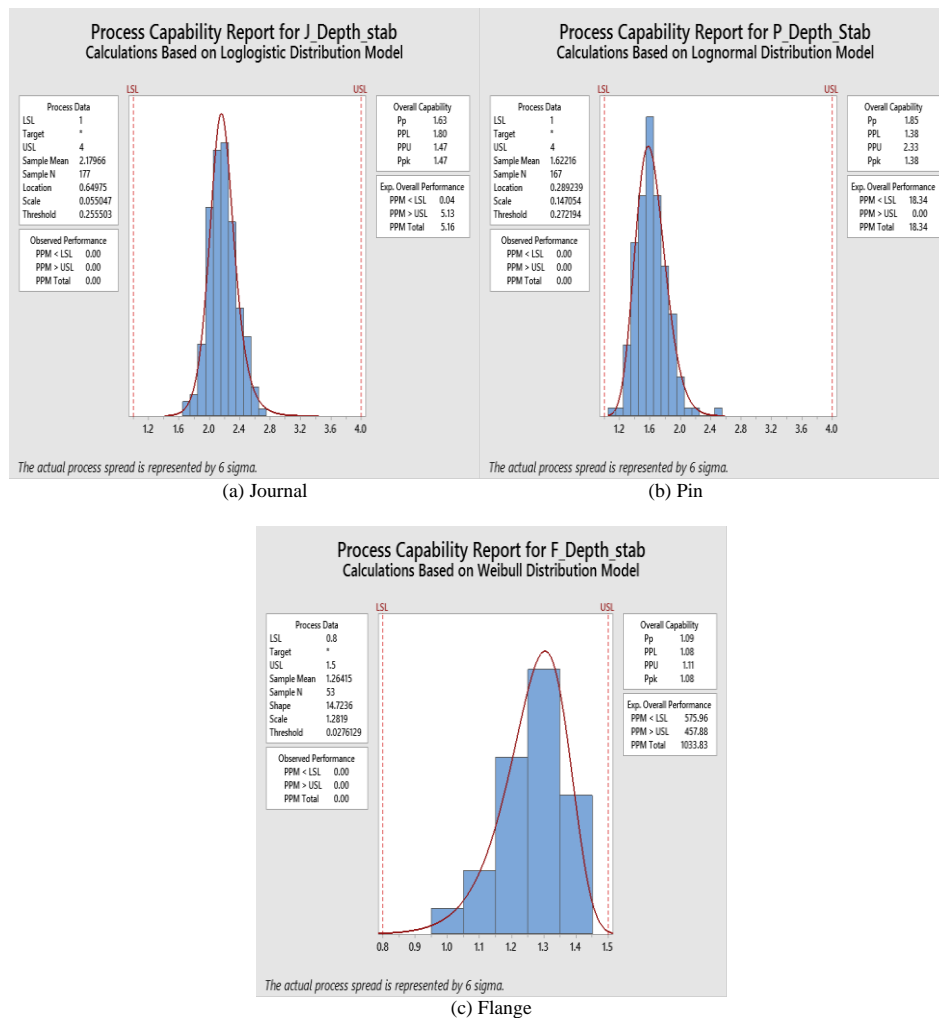 Process Capability Report for J_Depth_stab
Calculations Based on Loglogistic Distribution Model
LSL
USL
Process Data
LSL 1
Target *
USL 4
Sample Mean 2.17966
Sample N 177
Location 0.64975
Scale 0.055047
Threshold 0.255503
Observed Performance
PPM < LSL 0.00
PPM > USL 0.00
PPM Total 0.00
Overall Capability
Pp 1.63
PPL 1.80
PPU 1.47
Ppk 1.47
Exp. Overall Performance
PPM < LSL 0.04
PPM > USL 5.13
PPM Total 5.16
1.2 1.6 2.0 2.4 2.8 3.2 3.6 4.0
The actual process spread is represented by 6 sigma.
(a) Journal
Process Capability Report for P_Depth_Stab
Calculations Based on Lognormal Distribution Model
LSL
USL
Process Data
LSL 1
Target *
USL 4
Sample Mean 1.62216
Sample N 167
Location 0.289239
Scale 0.147054
Threshold 0.272194
Observed Performance
PPM < LSL 0.00
PPM > USL 0.00
PPM Total 0.00
Overall Capability
Pp 1.85
PPL 1.38
PPU 2.33
Ppk 1.38
Exp. Overall Performance
PPM < LSL 18.34
PPM > USL 0.00
PPM Total 18.34
1.2 1.6 2.0 2.4 2.8 3.2 3.6 4.0
The actual process spread is represented by 6 sigma.
(b) Pin
Process Capability Report for F_Depth_stab
Calculations Based on Weibull Distribution Model
LSL
USL
Process Data
LSL 0.8
Target *
USL 1.5
Sample Mean 1.26415
Sample N 53
Shape 14.7236
Scale 1.2819
Threshold 0.0276129
Observed Performance
PPM < LSL 0.00
PPM > USL 0.00
PPM Total 0.00
Overall Capability
Pp 1.09
PPL 1.08
PPU 1.11
Ppk 1.08
Exp. Overall Performance
PPM < LSL 575.96
PPM > USL 457.88
PPM Total 1033.83
0.8 0.9 1.0 1.1 1.2 1.3 1.4 1.5
The actual process spread is represented by 6 sigma.
(c) Flange